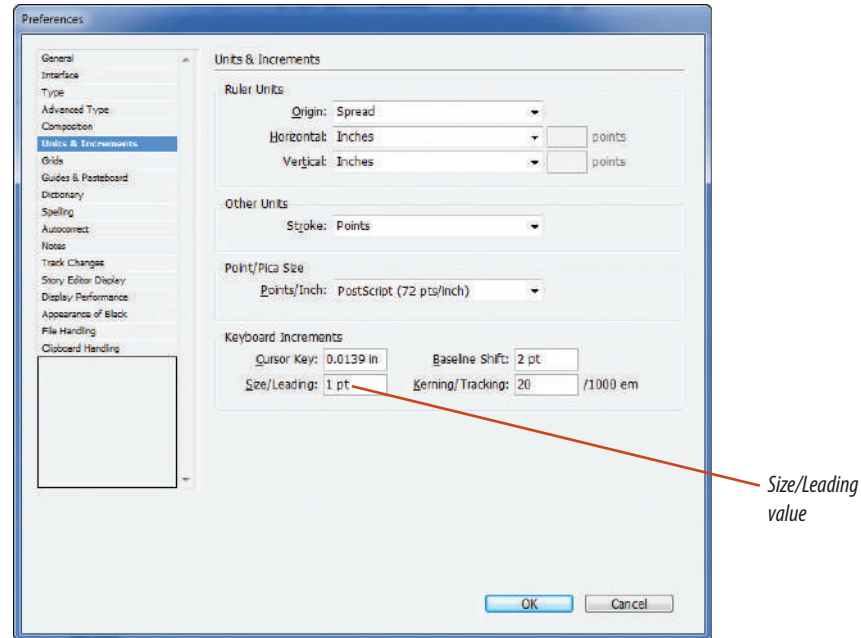 Preferences
General
Interface
Type
Advanced Type
Composition
Units & Increments
Grids
Guides & Pasteboard
Dictionary
Spelling
Autocorrect
Notes
Track Changes
Story Editor Display
Display Performance
Appearance of Black
File Handling
Clipboard Handling
Units & Increments
Ruler Units
Origin: Spread
Horizontal: Inches points
Vertical: Inches points
Other Units
Stroke: Points
Point/Pica Size
Points/Inch: PostScript (72 pts/inch)
Keyboard Increments
Cursor Key: 0.0139 in Baseline Shift: 2 pt
Size/Leading: 1 pt Kerning/Tracking: 20 /1000 em
Size/Leading
value
OK Cancel